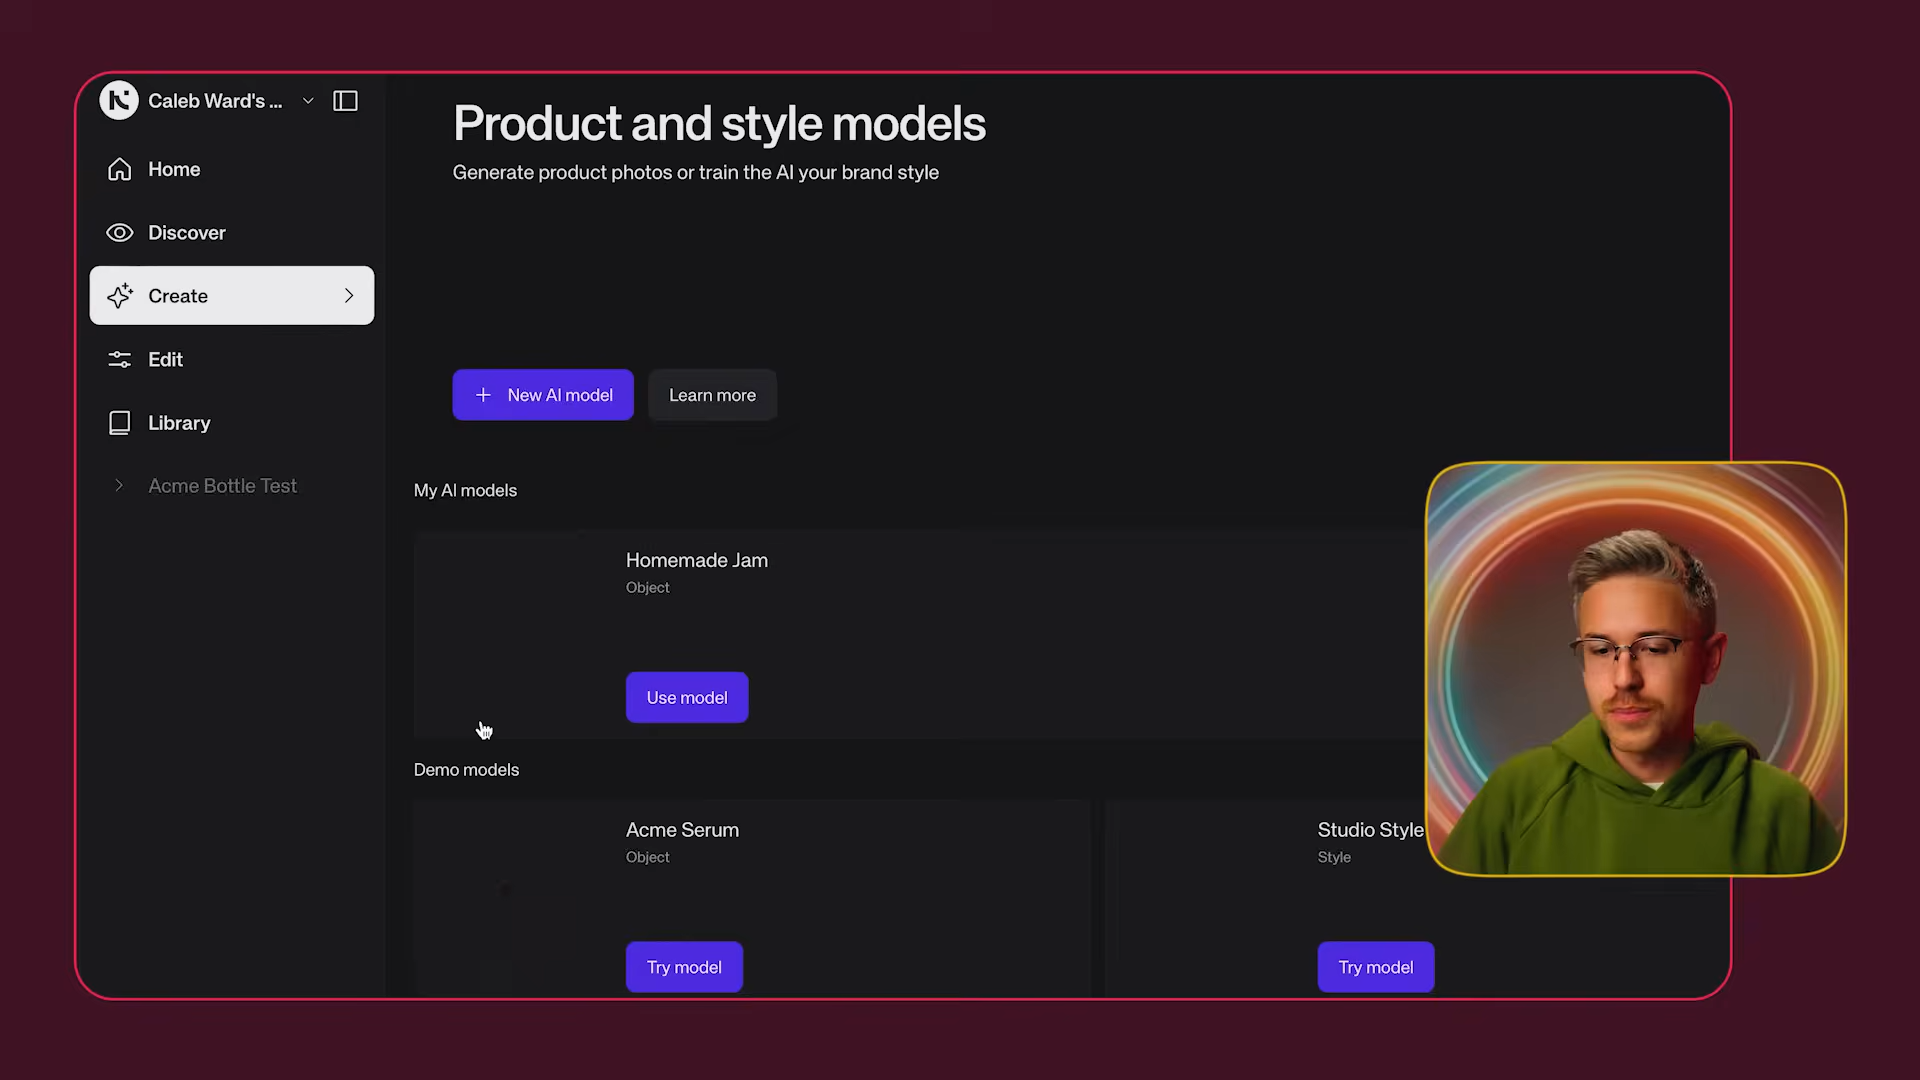 Caleb Ward's ...
Home
Discover
Create
Edit
Library
Acme Bottle Test
Product and style models
Generate product photos or train the AI your brand style
New AI model
Learn more
My AI models
Homemade Jam
Object
Use model
Demo models
Acme Serum
Object
Try model
Studio Style
Style
Try model